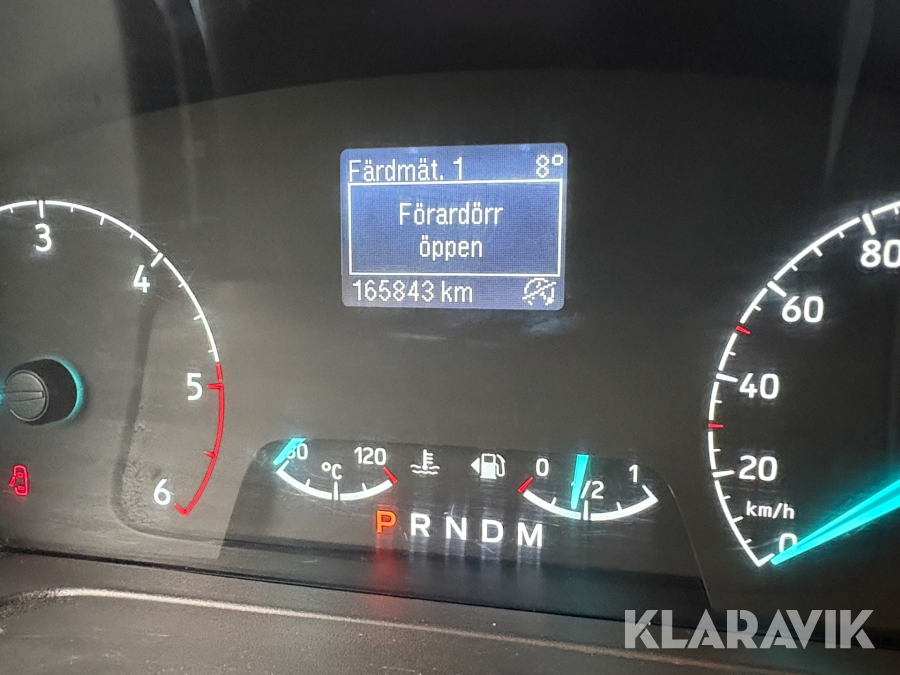 Färdmät. 1 8°
Förardörr
öppen
165843 km
3
4
5
6
80
60
40
20
0
km/h
°C 120
0 1/2 1
P R N D M
KLARAVIK